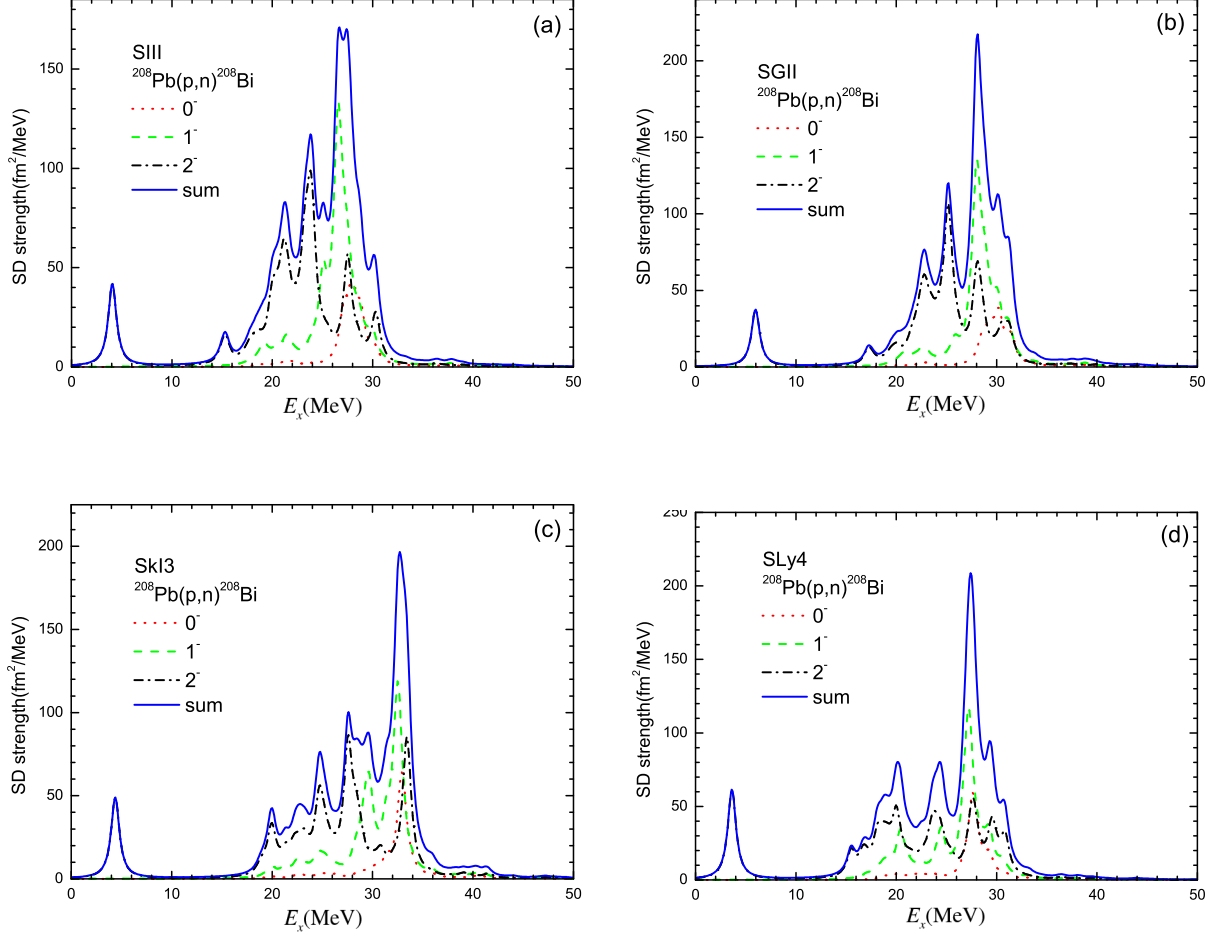 (a)
SIII
²⁰⁸Pb(p,n)²⁰⁸Bi
0⁻
1⁻
2⁻
sum
SD strength(fm²/MeV)
150
100
50
0
0 10 20 30 40 50
Eₓ(MeV)
(b)
SGII
²⁰⁸Pb(p,n)²⁰⁸Bi
0⁻
1⁻
2⁻
sum
SD strength(fm²/MeV)
200
150
100
50
0
0 10 20 30 40 50
Eₓ(MeV)
(c)
SkI3
²⁰⁸Pb(p,n)²⁰⁸Bi
0⁻
1⁻
2⁻
sum
SD strength(fm²/MeV)
200
150
100
50
0
0 10 20 30 40 50
Eₓ(MeV)
(d)
SLy4
²⁰⁸Pb(p,n)²⁰⁸Bi
0⁻
1⁻
2⁻
sum
SD strength(fm²/MeV)
250
200
150
100
50
0
0 10 20 30 40 50
Eₓ(MeV)